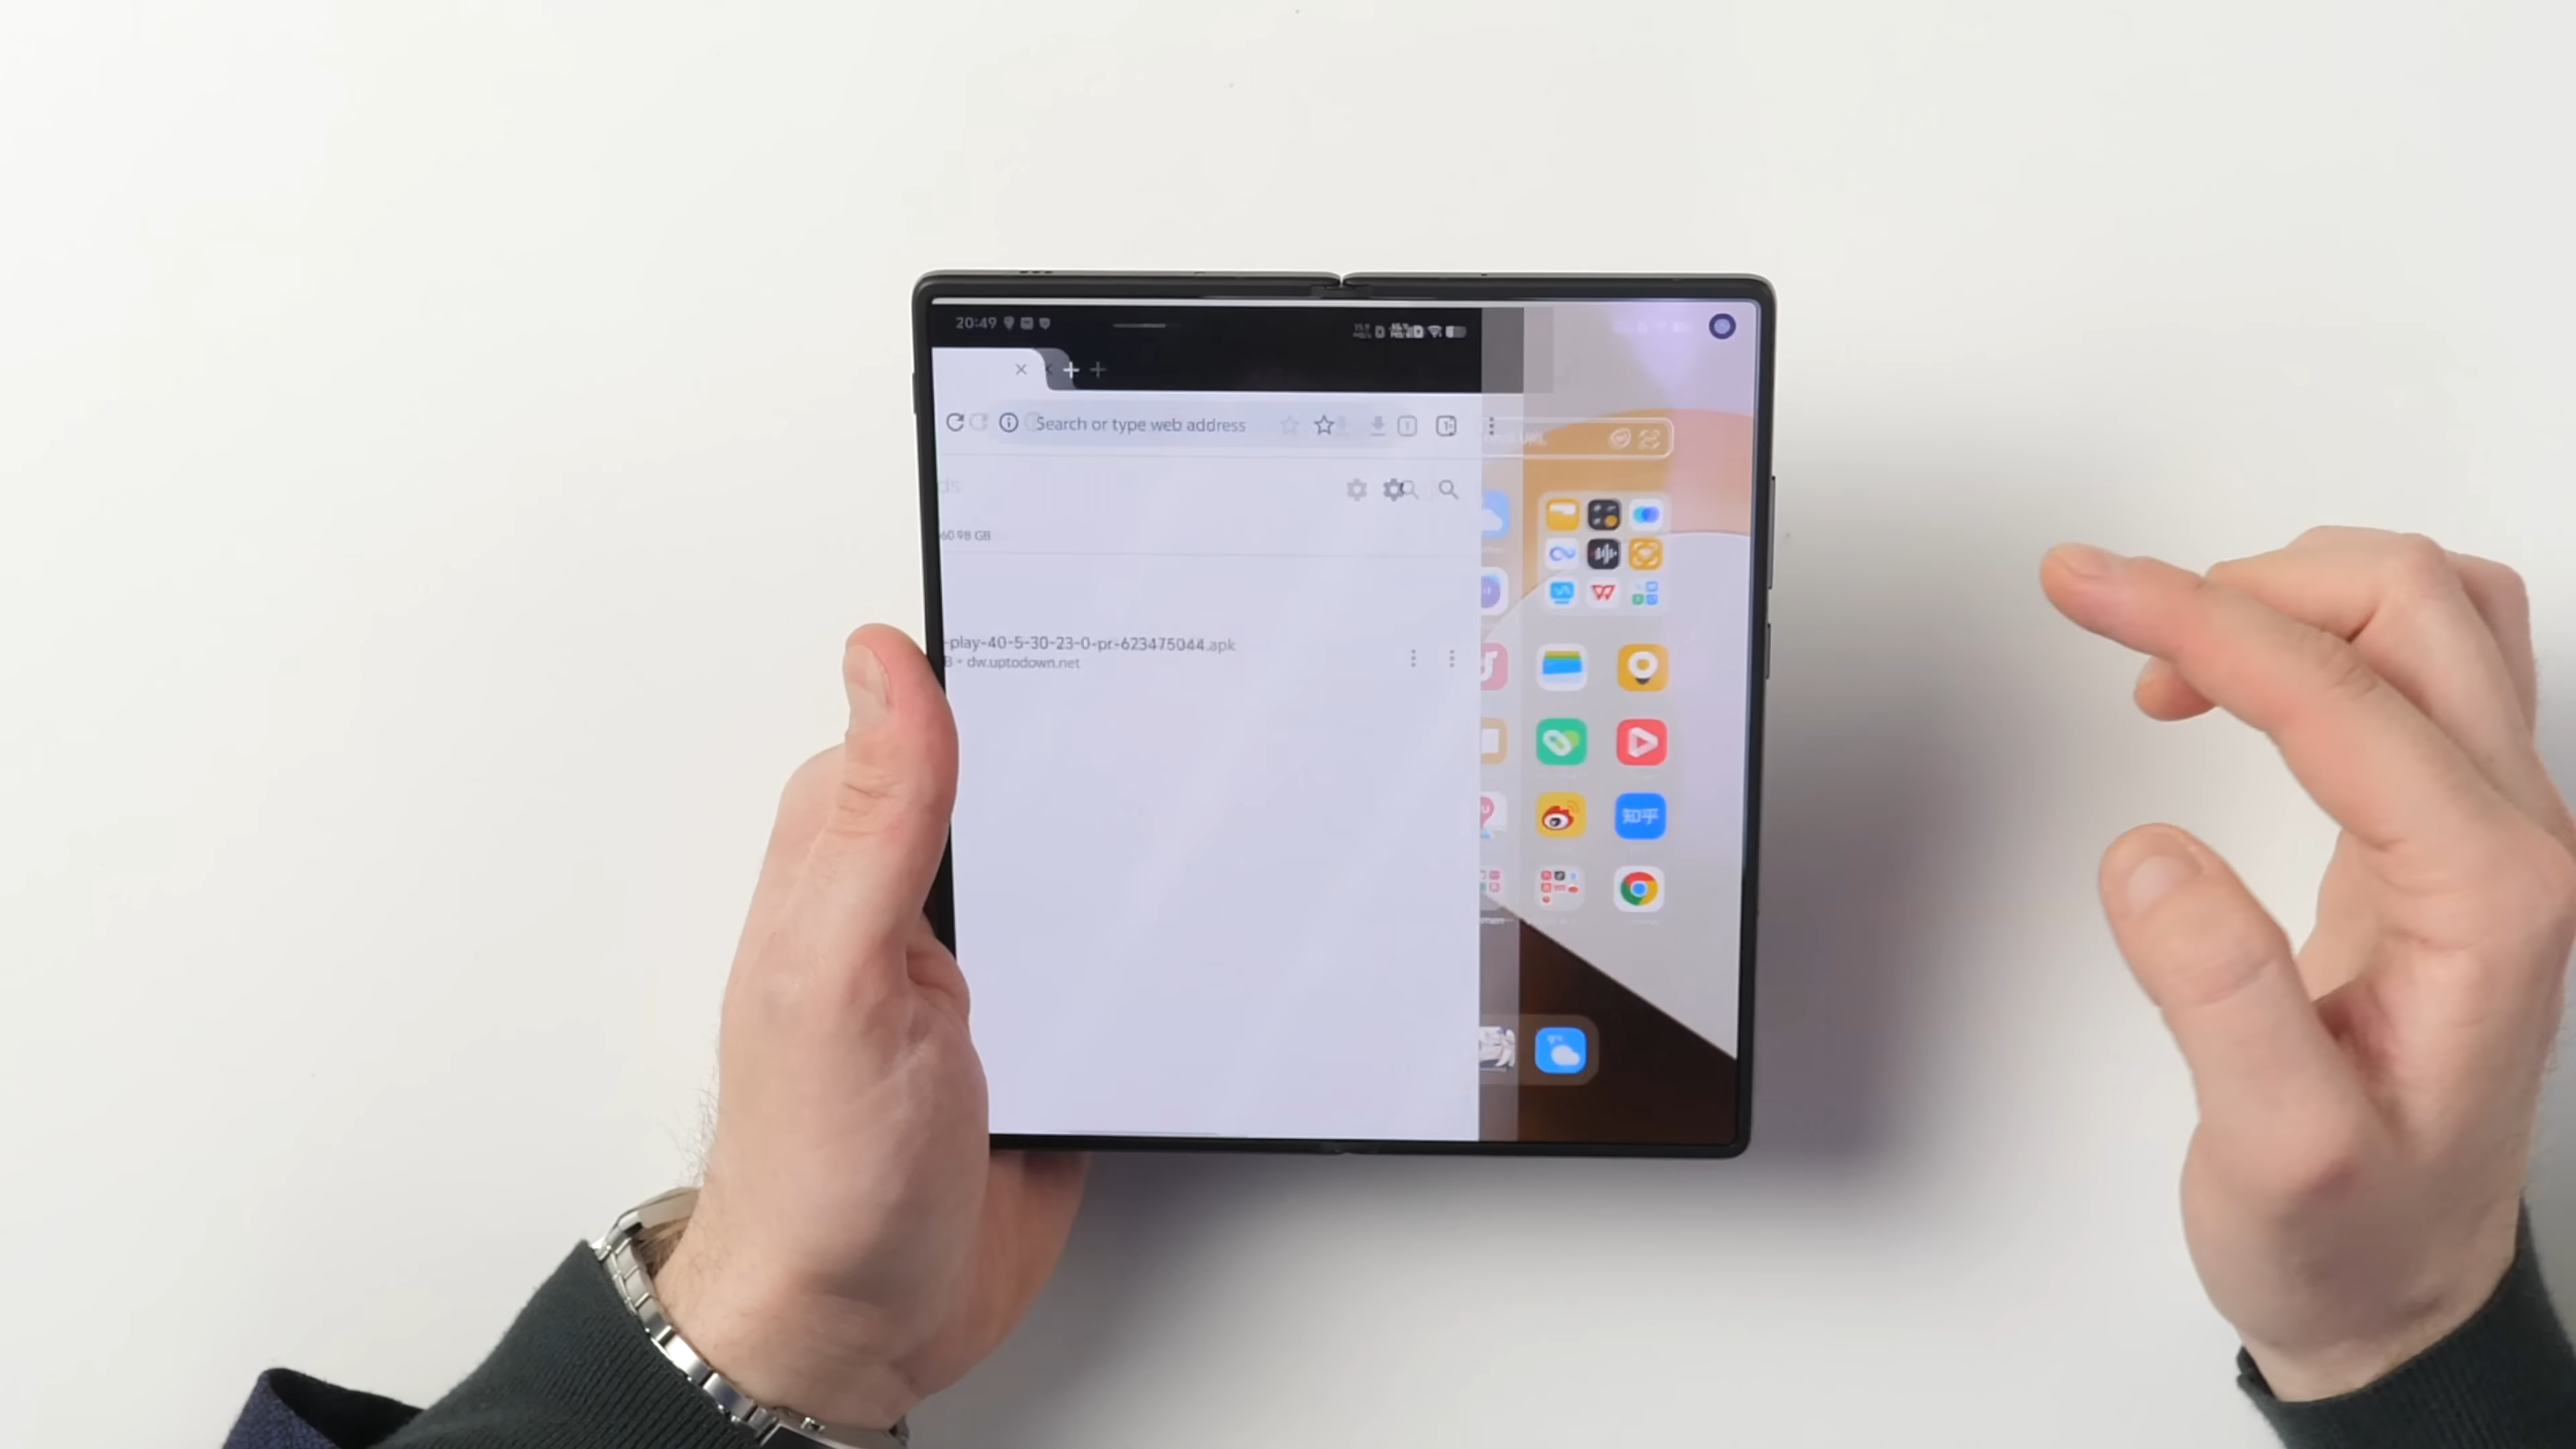 20:49
Search or type web address
ds
60.98 GB
-play-40-5-30-23-0-pr-623475044.apk
B - dw.uptodown.net
知乎